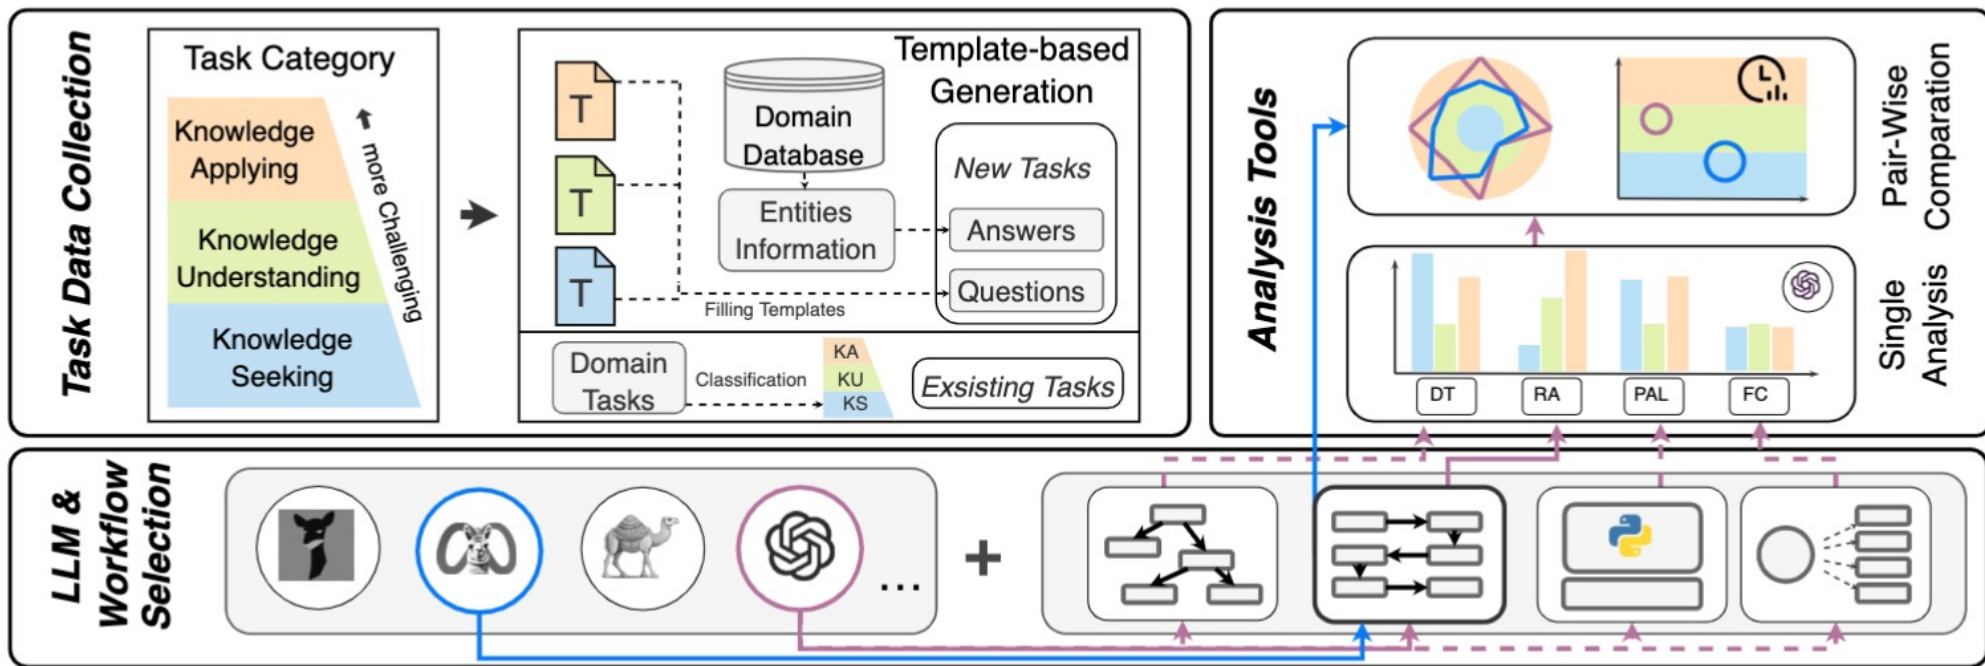 Task Data Collection
Task Category
Knowledge
Applying
Knowledge
Understanding
Knowledge
Seeking
more Challenging
Template-based
Generation
T
T
T
Domain
Database
Entities
Information
New Tasks
Answers
Questions
Filling Templates
Domain
Tasks
Classification
KA
KU
KS
Exsisting Tasks
Analysis Tools
Pair-Wise
Comparation
Single
Analysis
DT
RA
PAL
FC
LLM &
Workflow
Selection
...
+